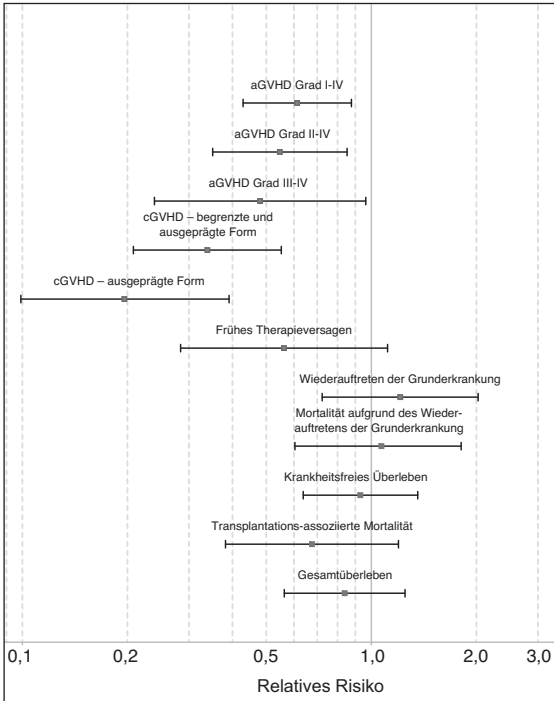 aGVHD Grad I-IV
aGVHD Grad II-IV
aGVHD Grad III-IV
cGVHD – begrenzte und
ausgeprägte Form
cGVHD – ausgeprägte Form
Frühes Therapieversagen
Wiederauftreten der Grunderkrankung
Mortalität aufgrund des Wieder-
auftretens der Grunderkrankung
Krankheitsfreies Überleben
Transplantations-assoziierte Mortalität
Gesamtüberleben
0,1 0,2 0,5 1,0 2,0 3,0
Relatives Risiko